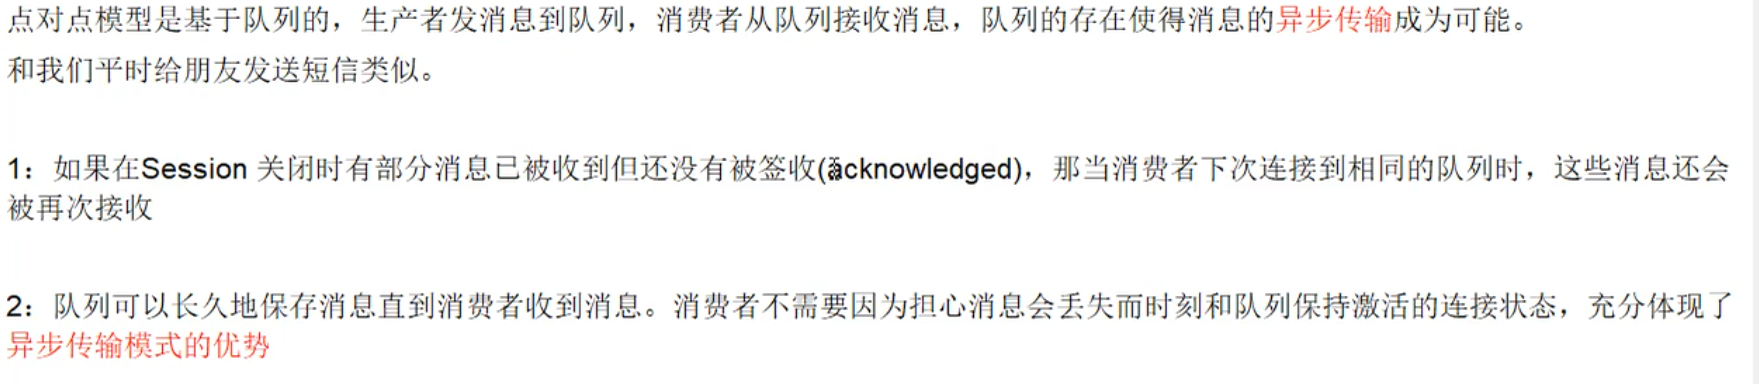 点对点模型是基于队列的，生产者发消息到队列，消费者从队列接收消息，队列的存在使得消息的异步传输成为可能。
和我们平时给朋友发送短信类似。
1：如果在Session 关闭时有部分消息已被收到但还没有被签收(acknowledged)，那当消费者下次连接到相同的队列时，这些消息还会
被再次接收
2：队列可以长久地保存消息直到消费者收到消息。消费者不需要因为担心消息会丢失而时刻和队列保持激活的连接状态，充分体现了
异步传输模式的优势